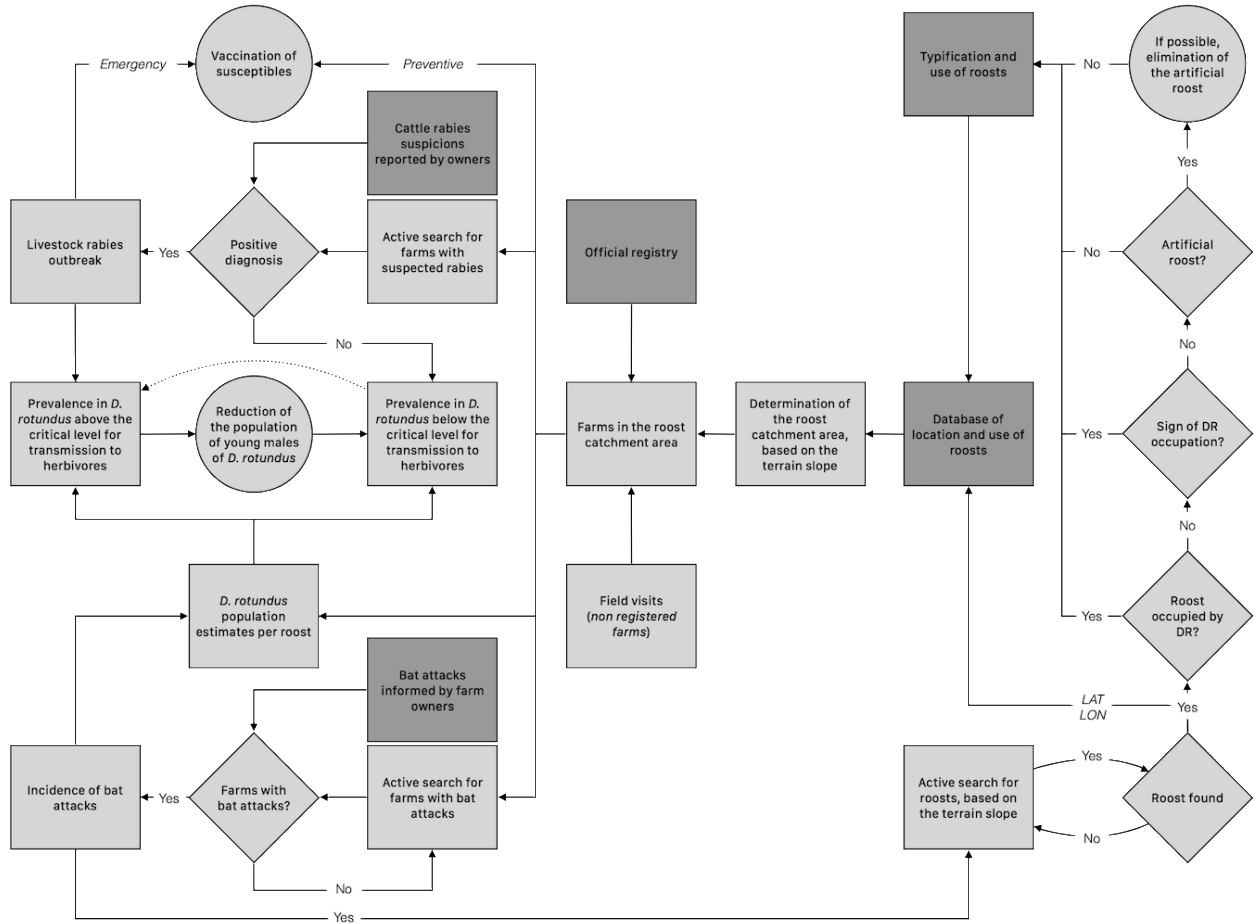 Vaccination of
susceptibles
Emergency
Preventive
Cattle rabies
suspicions
reported by owners
Livestock rabies
outbreak
Yes
Positive
diagnosis
Active search for
farms with
suspected rabies
No
Prevalence in D.
rotundus above the
critical level for
transmission to
herbivores
Reduction of
the population
of young males
of D. rotundus
Prevalence in D.
rotundus below the
critical level for
transmission to
herbivores
D. rotundus
population
estimates per roost
Bat attacks
informed by farm
owners
Incidence of bat
attacks
Yes
Farms with
bat attacks?
Active search for
farms with bat
attacks
No
Yes
Official registry
Farms in the roost
catchment area
Field visits
(non registered
farms)
Determination of
the roost
catchment area,
based on the
terrain slope
Typification and
use of roosts
Database of
location and use of
roosts
If possible,
elimination of
the artificial
roost
No
Yes
Artificial
roost?
No
No
Sign of DR
occupation?
Yes
No
Roost
occupied by
DR?
Yes
LAT
LON
Yes
Active search for
roosts, based on
the terrain slope
Yes
No
Roost found